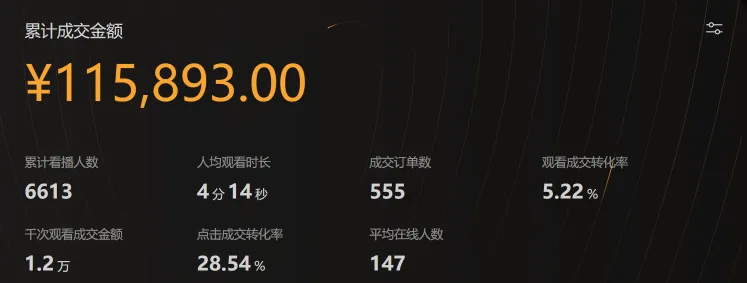 累计成交金额
¥115,893.00
累计看播人数 人均观看时长 成交订单数 观看成交转化率
6613 4分14秒 555 5.22%
千次观看成交金额 点击成交转化率 平均在线人数
1.2万 28.54% 147